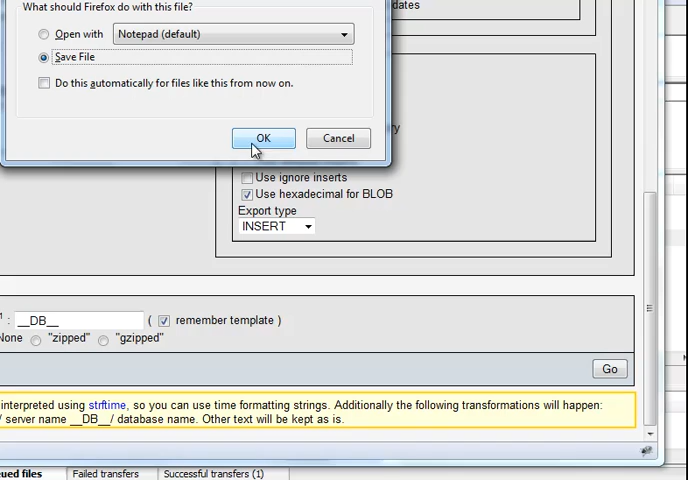 What should Firefox do with this file?
dates
Open with Notepad (default)
Save File
Do this automatically for files like this from now on.
OK Cancel
ry
Use ignore inserts
Use hexadecimal for BLOB
Export type
INSERT
: __DB__ ( remember template )
None "zipped" "gzipped"
Go
interpreted using strftime, so you can use time formatting strings. Additionally the following transformations will happen:
/ server name __DB__/ database name. Other text will be kept as is.
ued files Failed transfers Successful transfers (1)